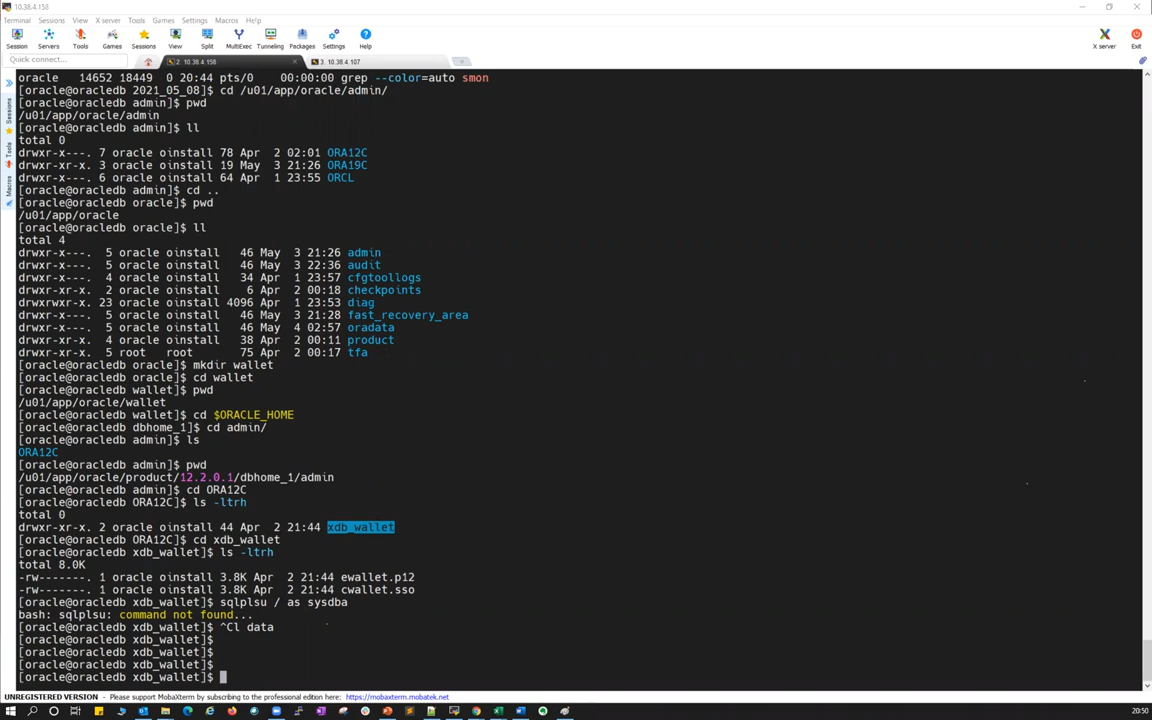 10.38.4.158
Terminal Sessions View X server Tools Games Settings Macros Help
Session Servers Tools Games Sessions View Split MultiExec Tunneling Packages Settings Help X server Exit
Quick connect... 2. 10.38.4.158 3. 10.38.4.107
Sessions
Tools
Macros
oracle   14652 18449  0 20:44 pts/0    00:00:00 grep --color=auto smon
[oracle@oracledb 2021_05_08]$ cd /u01/app/oracle/admin/
[oracle@oracledb admin]$ pwd
/u01/app/oracle/admin
[oracle@oracledb admin]$ ll
total 0
drwxr-x---. 7 oracle oinstall 78 Apr  2 02:01 ORA12C
drwxr-xr-x. 3 oracle oinstall 19 May  3 21:26 ORA19C
drwxr-x---. 6 oracle oinstall 64 Apr  1 23:55 ORCL
[oracle@oracledb admin]$ cd ..
[oracle@oracledb oracle]$ pwd
/u01/app/oracle
[oracle@oracledb oracle]$ ll
total 4
drwxr-x---.  5 oracle oinstall   46 May  3 21:26 admin
drwxr-x---.  5 oracle oinstall   46 May  3 22:36 audit
drwxr-x---.  4 oracle oinstall   34 Apr  1 23:57 cfgtoollogs
drwxr-xr-x.  2 oracle oinstall    6 Apr  2 00:18 checkpoints
drwxrwxr-x. 23 oracle oinstall 4096 Apr  1 23:53 diag
drwxr-x---.  5 oracle oinstall   46 May  3 21:28 fast_recovery_area
drwxr-x---.  5 oracle oinstall   46 May  4 02:57 oradata
drwxr-x---.  4 oracle oinstall   38 Apr  2 00:11 product
drwxr-xr-x.  5 root   root       75 Apr  2 00:17 tfa
[oracle@oracledb oracle]$ mkdir wallet
[oracle@oracledb oracle]$ cd wallet
[oracle@oracledb wallet]$ pwd
/u01/app/oracle/wallet
[oracle@oracledb wallet]$ cd $ORACLE_HOME
[oracle@oracledb dbhome_1]$ cd admin/
[oracle@oracledb admin]$ ls
ORA12C
[oracle@oracledb admin]$ pwd
/u01/app/oracle/product/12.2.0.1/dbhome_1/admin
[oracle@oracledb admin]$ cd ORA12C
[oracle@oracledb ORA12C]$ ls -ltrh
total 0
drwxr-xr-x. 2 oracle oinstall 44 Apr  2 21:44 xdb_wallet
[oracle@oracledb ORA12C]$ cd xdb_wallet
[oracle@oracledb xdb_wallet]$ ls -ltrh
total 8.0K
-rw-------. 1 oracle oinstall 3.8K Apr  2 21:44 ewallet.p12
-rw-------. 1 oracle oinstall 3.8K Apr  2 21:44 cwallet.sso
[oracle@oracledb xdb_wallet]$ sqlplsu / as sysdba
bash: sqlplsu: command not found...
[oracle@oracledb xdb_wallet]$ ^Cl data
[oracle@oracledb xdb_wallet]$
[oracle@oracledb xdb_wallet]$
[oracle@oracledb xdb_wallet]$
[oracle@oracledb xdb_wallet]$
UNREGISTERED VERSION - Please support MobaXterm by subscribing to the professional edition here: https://mobaxterm.mobatek.net
20:50